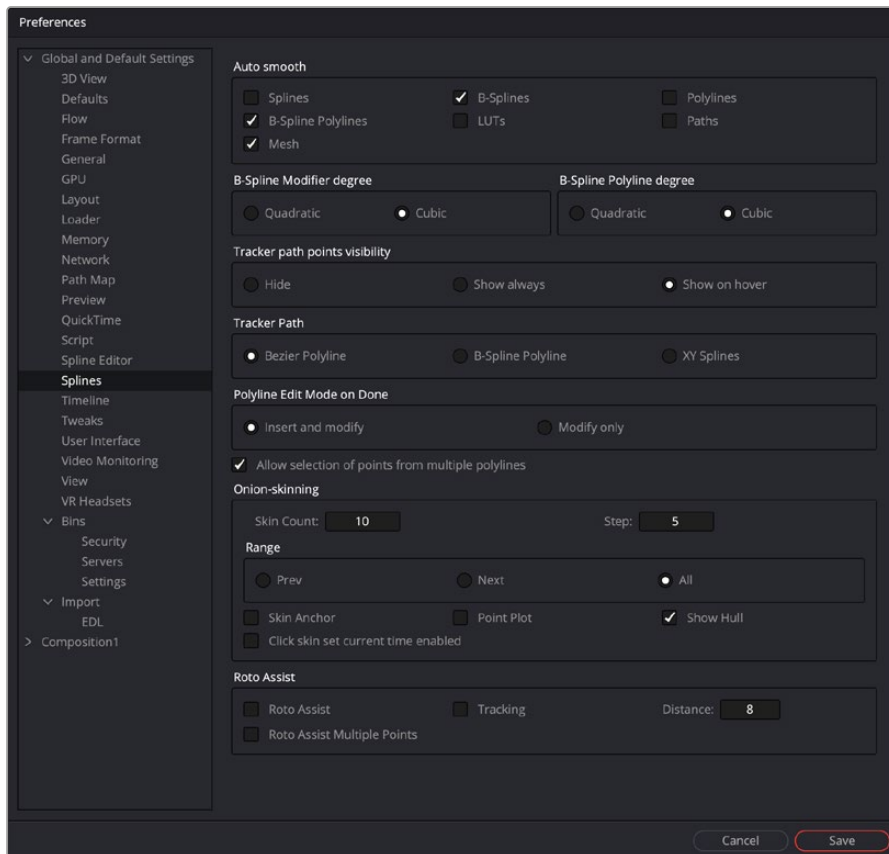 Preferences
Global and Default Settings
3D View
Defaults
Flow
Frame Format
General
GPU
Layout
Loader
Memory
Network
Path Map
Preview
QuickTime
Script
Spline Editor
Splines
Timeline
Tweaks
User Interface
Video Monitoring
View
VR Headsets
Bins
Security
Servers
Settings
Import
EDL
Composition1
Auto smooth
Splines B-Splines Polylines
B-Spline Polylines LUTs Paths
Mesh
B-Spline Modifier degree
Quadratic Cubic
B-Spline Polyline degree
Quadratic Cubic
Tracker path points visibility
Hide Show always Show on hover
Tracker Path
Bezier Polyline B-Spline Polyline XY Splines
Polyline Edit Mode on Done
Insert and modify Modify only
Allow selection of points from multiple polylines
Onion-skinning
Skin Count: 10 Step: 5
Range
Prev Next All
Skin Anchor Point Plot Show Hull
Click skin set current time enabled
Roto Assist
Roto Assist Tracking Distance: 8
Roto Assist Multiple Points
Cancel Save